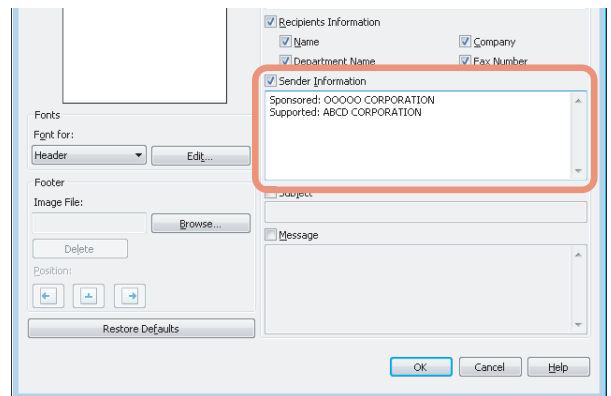 Recipients Information
Name
Company
Department Name
Fax Number
Sender Information
Sponsored: OOOOO CORPORATION
Supported: ABCD CORPORATION
Fonts
Font for:
Header
Edit...
Footer
Image File:
Browse...
Delete
Position:
Restore Defaults
Subject
Message
OK
Cancel
Help